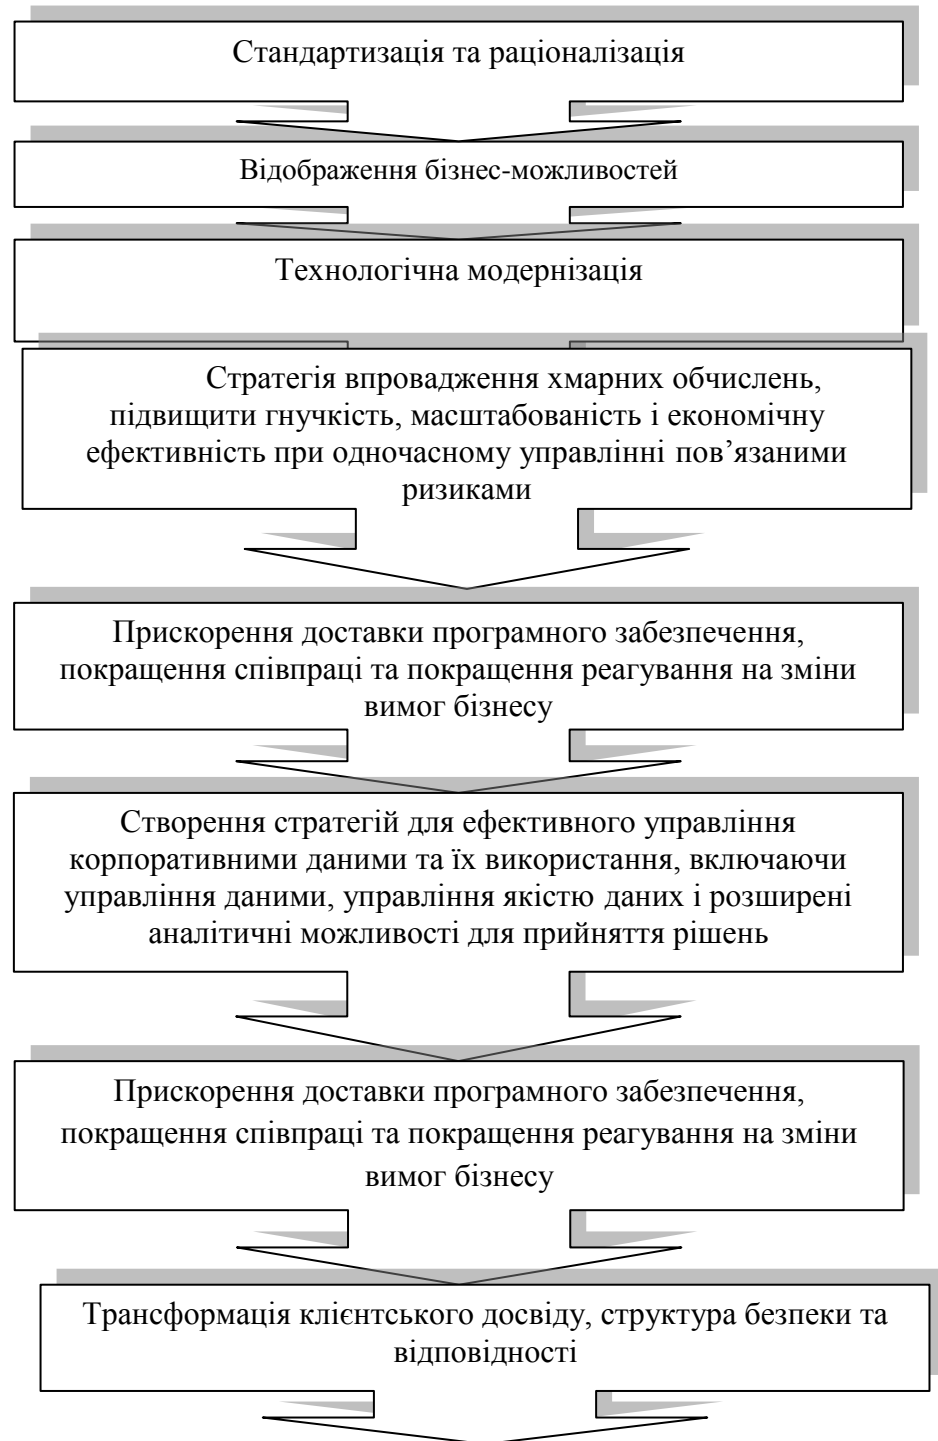 Стандартизація та раціоналізація
Відображення бізнес-можливостей
Технологічна модернізація
Стратегія впровадження хмарних обчислень,
підвищити гнучкість, масштабованість і економічну
ефективність при одночасному управлінні пов’язаними
ризиками
Прискорення доставки програмного забезпечення,
покращення співпраці та покращення реагування на зміни
вимог бізнесу
Створення стратегій для ефективного управління
корпоративними даними та їх використання, включаючи
управління даними, управління якістю даних і розширені
аналітичні можливості для прийняття рішень
Прискорення доставки програмного забезпечення,
покращення співпраці та покращення реагування на зміни
вимог бізнесу
Трансформація клієнтського досвіду, структура безпеки та
відповідності